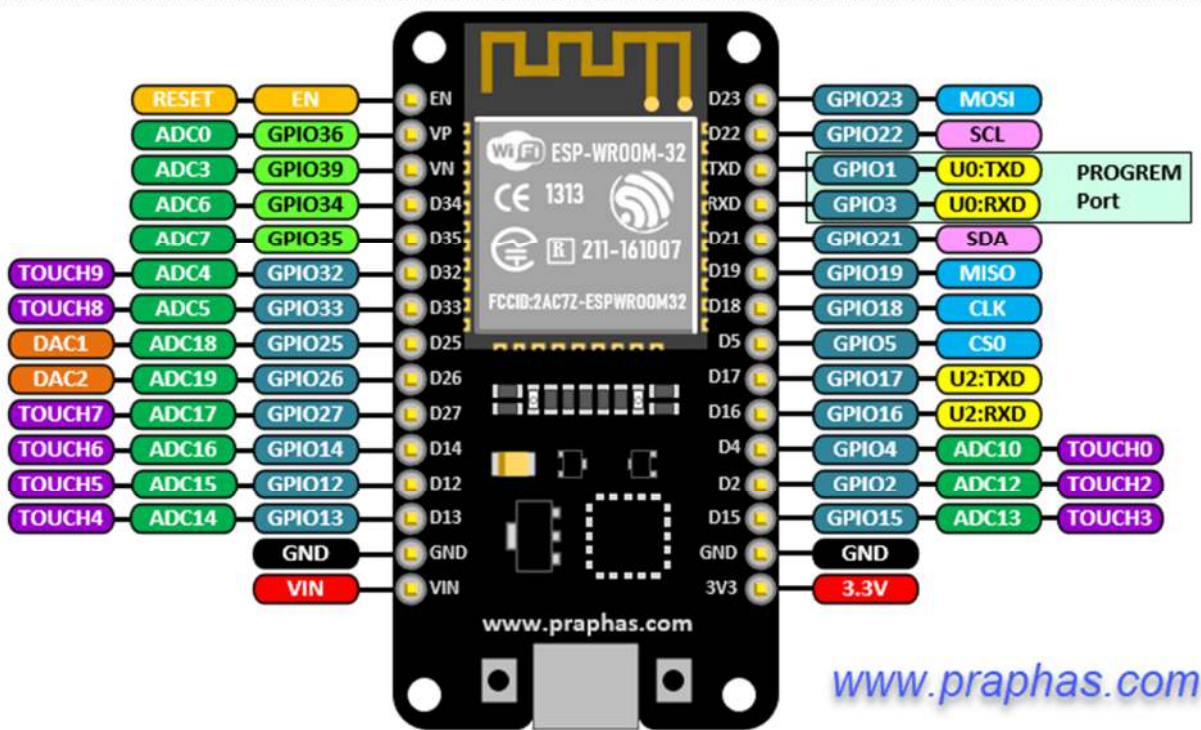 RESET EN EN D23 GPIO23 MOSI
ADC0 GPIO36 VP D22 GPIO22 SCL
ADC3 GPIO39 VN TXD GPIO1 U0:TXD PROGREM
ADC6 GPIO34 D34 RXD GPIO3 U0:RXD Port
ADC7 GPIO35 D35 D21 GPIO21 SDA
TOUCH9 ADC4 GPIO32 D32 D19 GPIO19 MISO
TOUCH8 ADC5 GPIO33 D33 D18 GPIO18 CLK
DAC1 ADC18 GPIO25 D25 D5 GPIO5 CS0
DAC2 ADC19 GPIO26 D26 D17 GPIO17 U2:TXD
TOUCH7 ADC17 GPIO27 D27 D16 GPIO16 U2:RXD
TOUCH6 ADC16 GPIO14 D14 D4 GPIO4 ADC10 TOUCH0
TOUCH5 ADC15 GPIO12 D12 D2 GPIO2 ADC12 TOUCH2
TOUCH4 ADC14 GPIO13 D13 D15 GPIO15 ADC13 TOUCH3
GND GND GND GND
VIN VIN 3V3 3.3V
WiFi ESP-WROOM-32
CE 1313
R 211-161007
FCCID:2AC7Z-ESPWROOM32
www.praphas.com
www.praphas.com